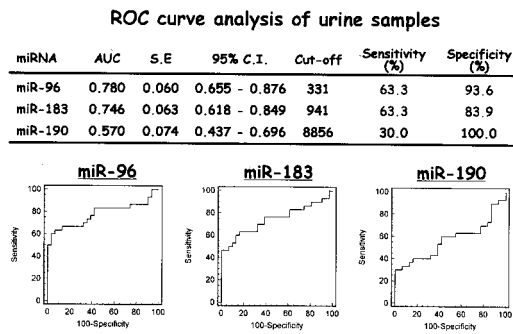 ROC curve analysis of urine samples
miRNA AUC S.E 95% C.I. Cut-off Sensitivity (%) Specificity (%)
miR-96 0.780 0.060 0.655 - 0.876 331 63.3 93.6
miR-183 0.746 0.063 0.618 - 0.849 941 63.3 83.9
miR-190 0.570 0.074 0.437 - 0.696 8856 30.0 100.0
miR-96 miR-183 miR-190
Sensitivity
100
80
60
40
20
0
0 20 40 60 80 100
100-Specificity
Sensitivity
100
80
60
40
20
0
0 20 40 60 80 100
100-Specificity
Sensitivity
100
80
60
40
20
0
0 20 40 60 80 100
100-Specificity